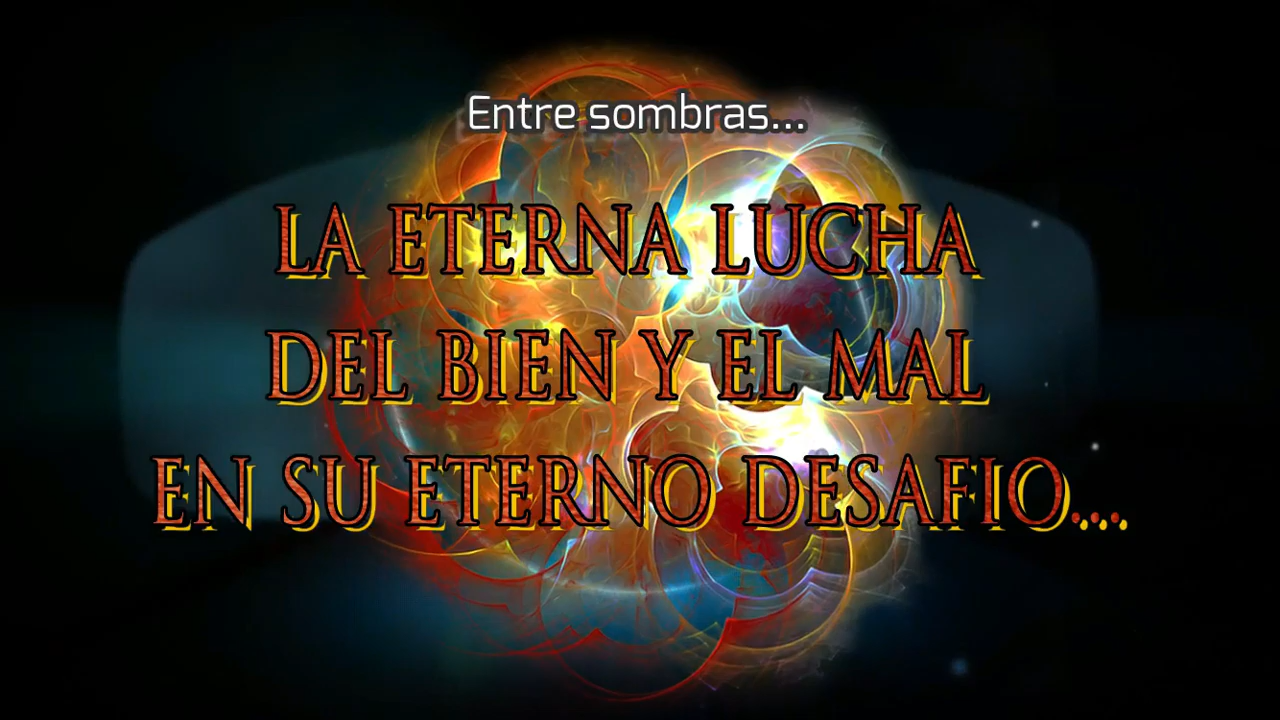 Entre sombras...
LA ETERNA LUCHA
DEL BIEN Y EL MAL
EN SU ETERNO DESAFIO...